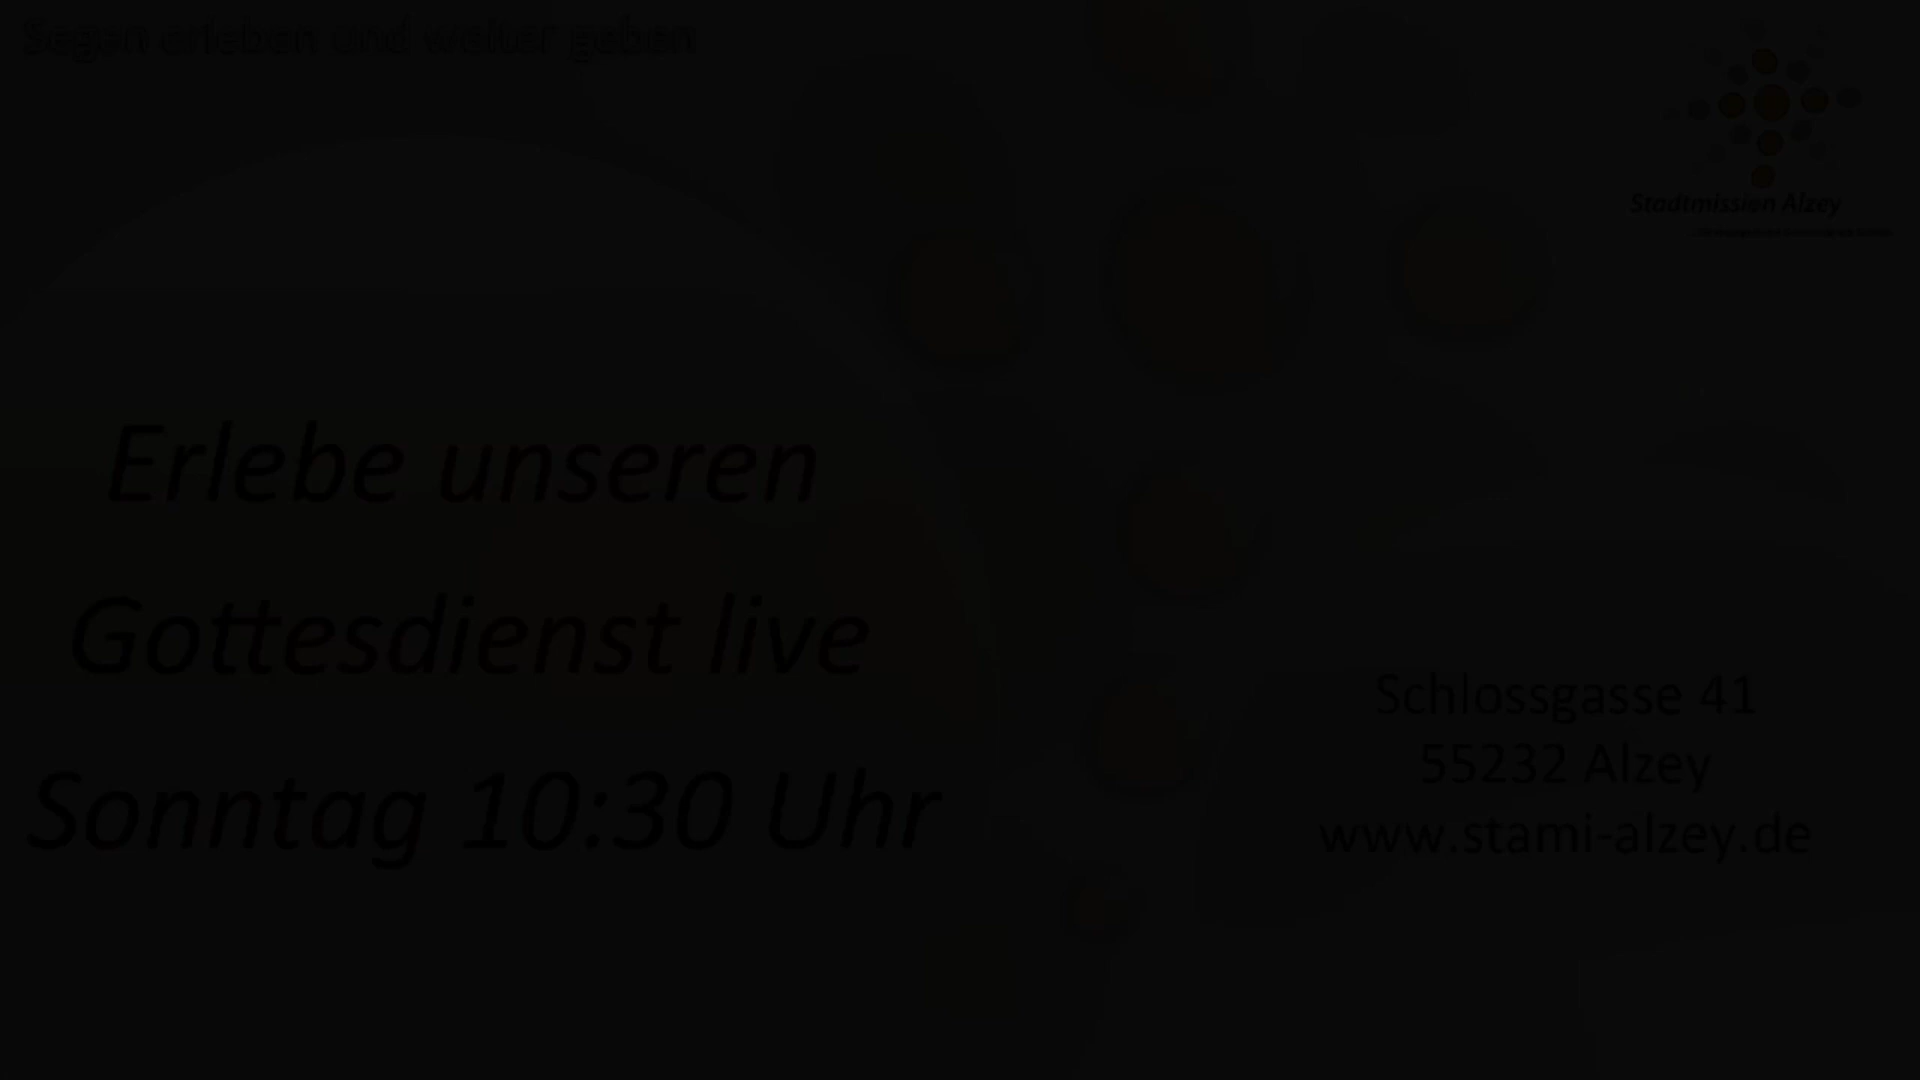 Segen erleben und weiter geben
Stadtmission Alzey
Erlebe unseren
Gottesdienst live
Sonntag 10:30 Uhr
Schlossgasse 41
55232 Alzey
www.stami-alzey.de